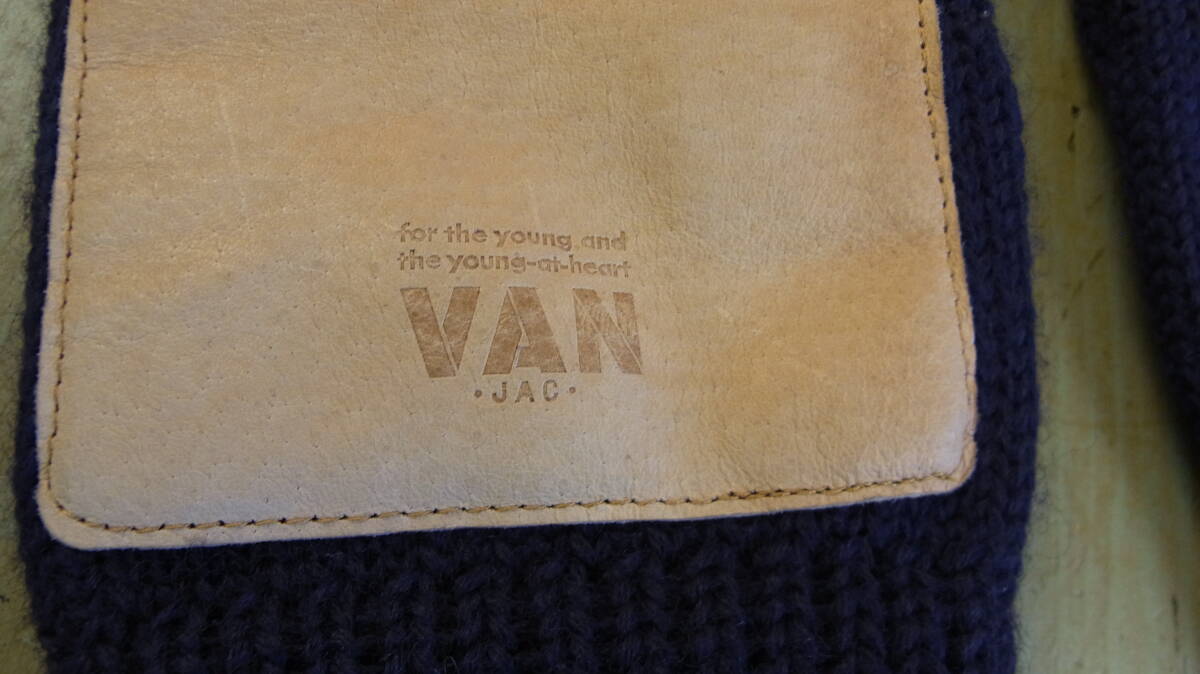 for the young and
the young-at-heart
VAN
·JAC·